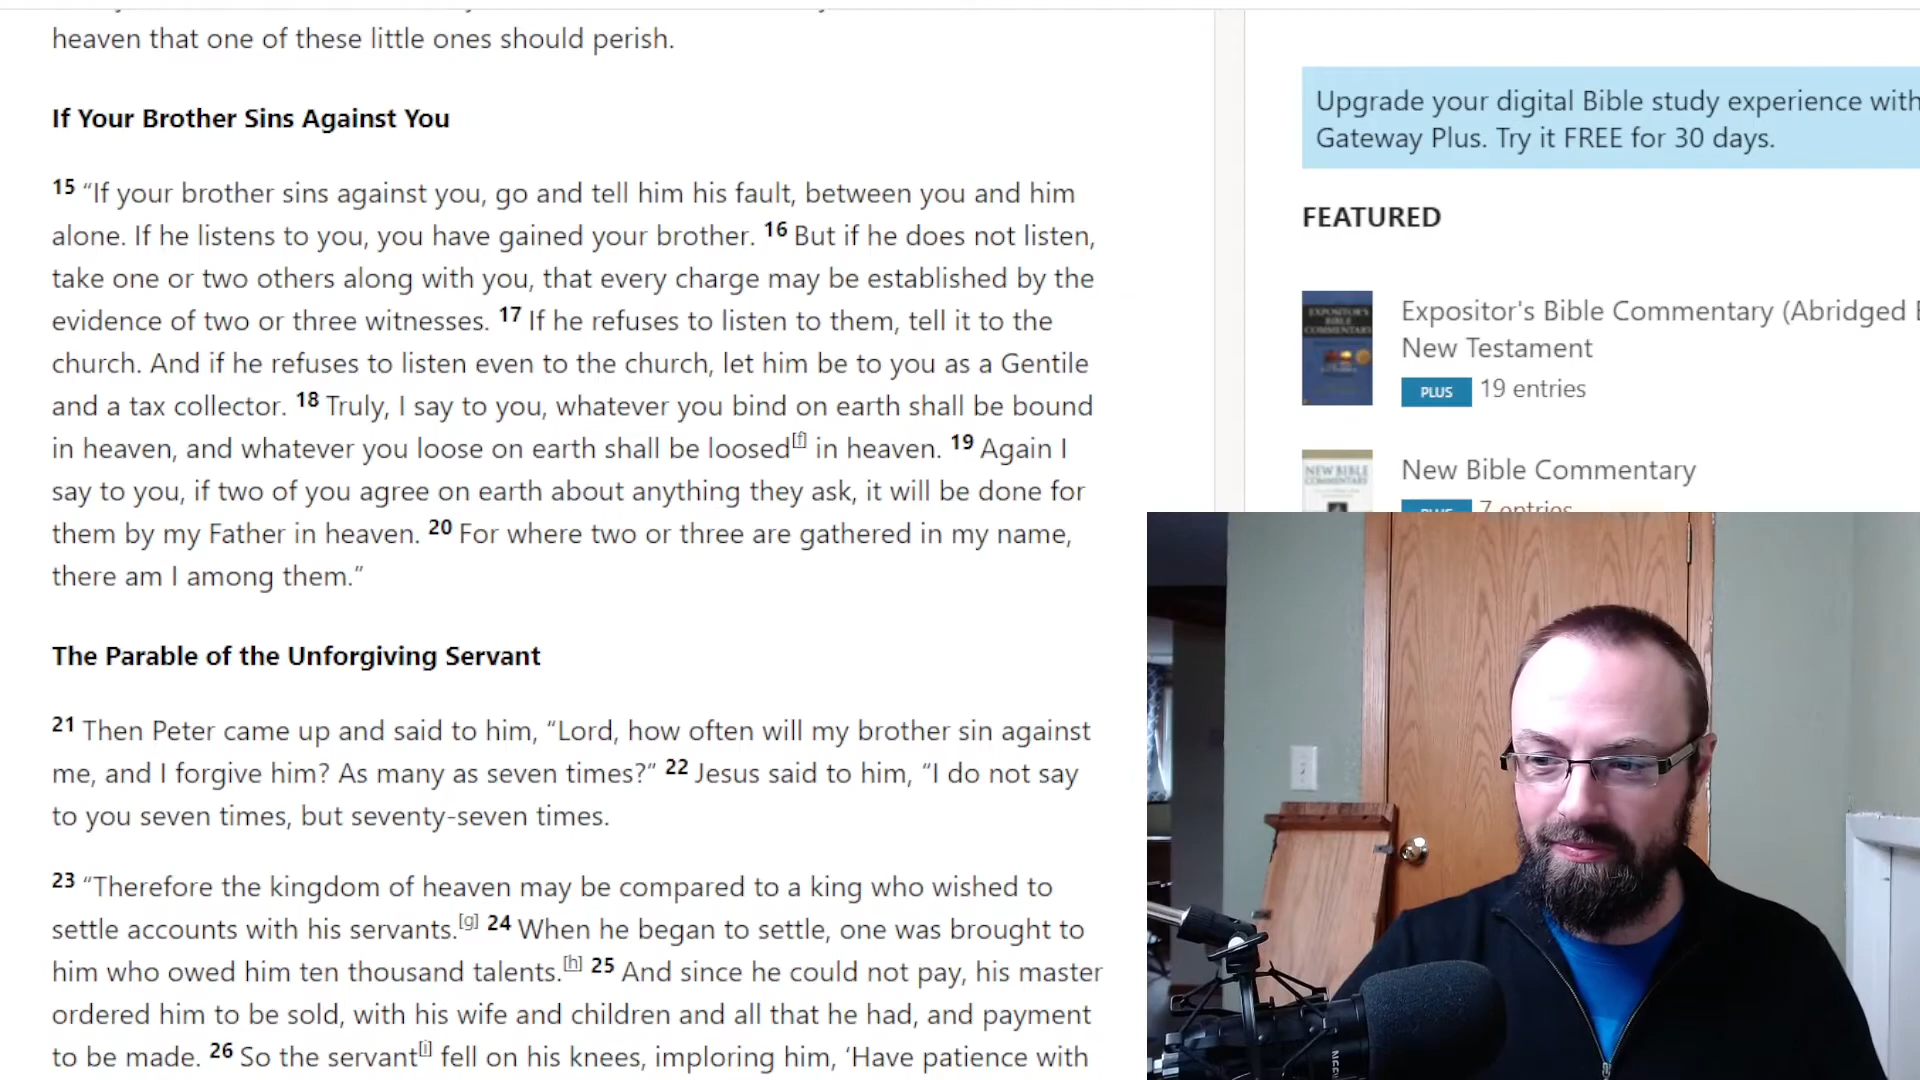 heaven that one of these little ones should perish.
If Your Brother Sins Against You
15 “If your brother sins against you, go and tell him his fault, between you and him
alone. If he listens to you, you have gained your brother. 16 But if he does not listen,
take one or two others along with you, that every charge may be established by the
evidence of two or three witnesses. 17 If he refuses to listen to them, tell it to the
church. And if he refuses to listen even to the church, let him be to you as a Gentile
and a tax collector. 18 Truly, I say to you, whatever you bind on earth shall be bound
in heaven, and whatever you loose on earth shall be loosed[f] in heaven. 19 Again I
say to you, if two of you agree on earth about anything they ask, it will be done for
them by my Father in heaven. 20 For where two or three are gathered in my name,
there am I among them.”
The Parable of the Unforgiving Servant
21 Then Peter came up and said to him, “Lord, how often will my brother sin against
me, and I forgive him? As many as seven times?” 22 Jesus said to him, “I do not say
to you seven times, but seventy-seven times.
23 “Therefore the kingdom of heaven may be compared to a king who wished to
settle accounts with his servants.[g] 24 When he began to settle, one was brought to
him who owed him ten thousand talents.[h] 25 And since he could not pay, his master
ordered him to be sold, with his wife and children and all that he had, and payment
to be made. 26 So the servant[i] fell on his knees, imploring him, ‘Have patience with
Upgrade your digital Bible study experience with
Gateway Plus. Try it FREE for 30 days.
FEATURED
EXPOSITOR'S
BIBLE
COMMENTARY
Expositor's Bible Commentary (Abridged
New Testament
PLUS 19 entries
NEW BIBLE
COMMENTARY
New Bible Commentary
PLUS 7 entries